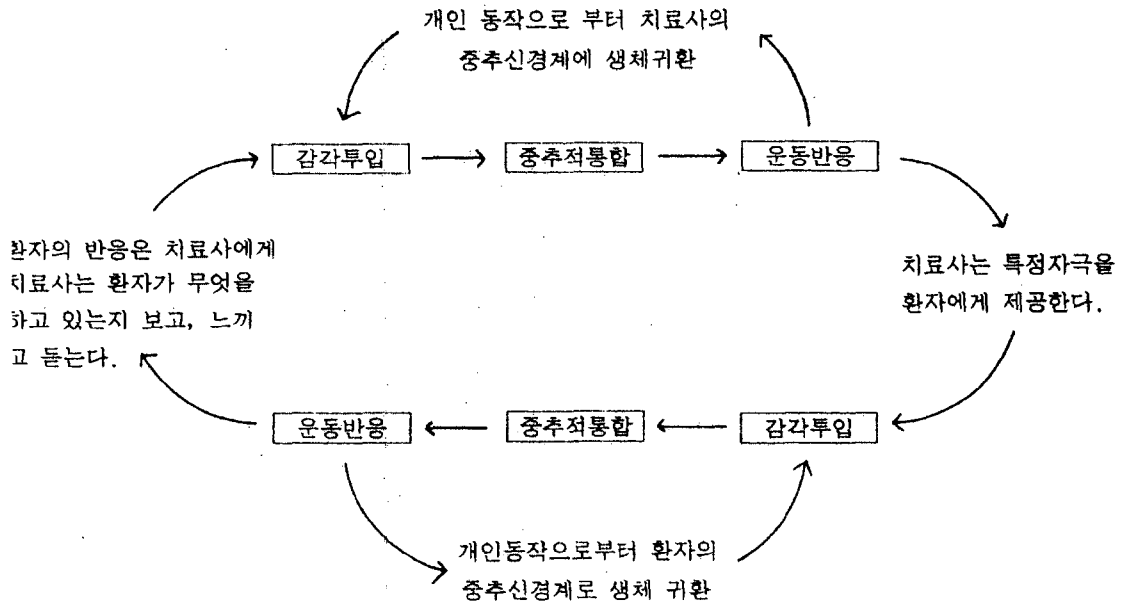 개인 동작으로 부터 치료사의
중추신경계에 생체귀환
감각투입 중추적통합 운동반응
환자의 반응은 치료사에게
치료사는 환자가 무엇을
하고 있는지 보고, 느끼
고 듣는다.
치료사는 특정자극을
환자에게 제공한다.
운동반응 중추적통합 감각투입
개인동작으로부터 환자의
중추신경계로 생체 귀환